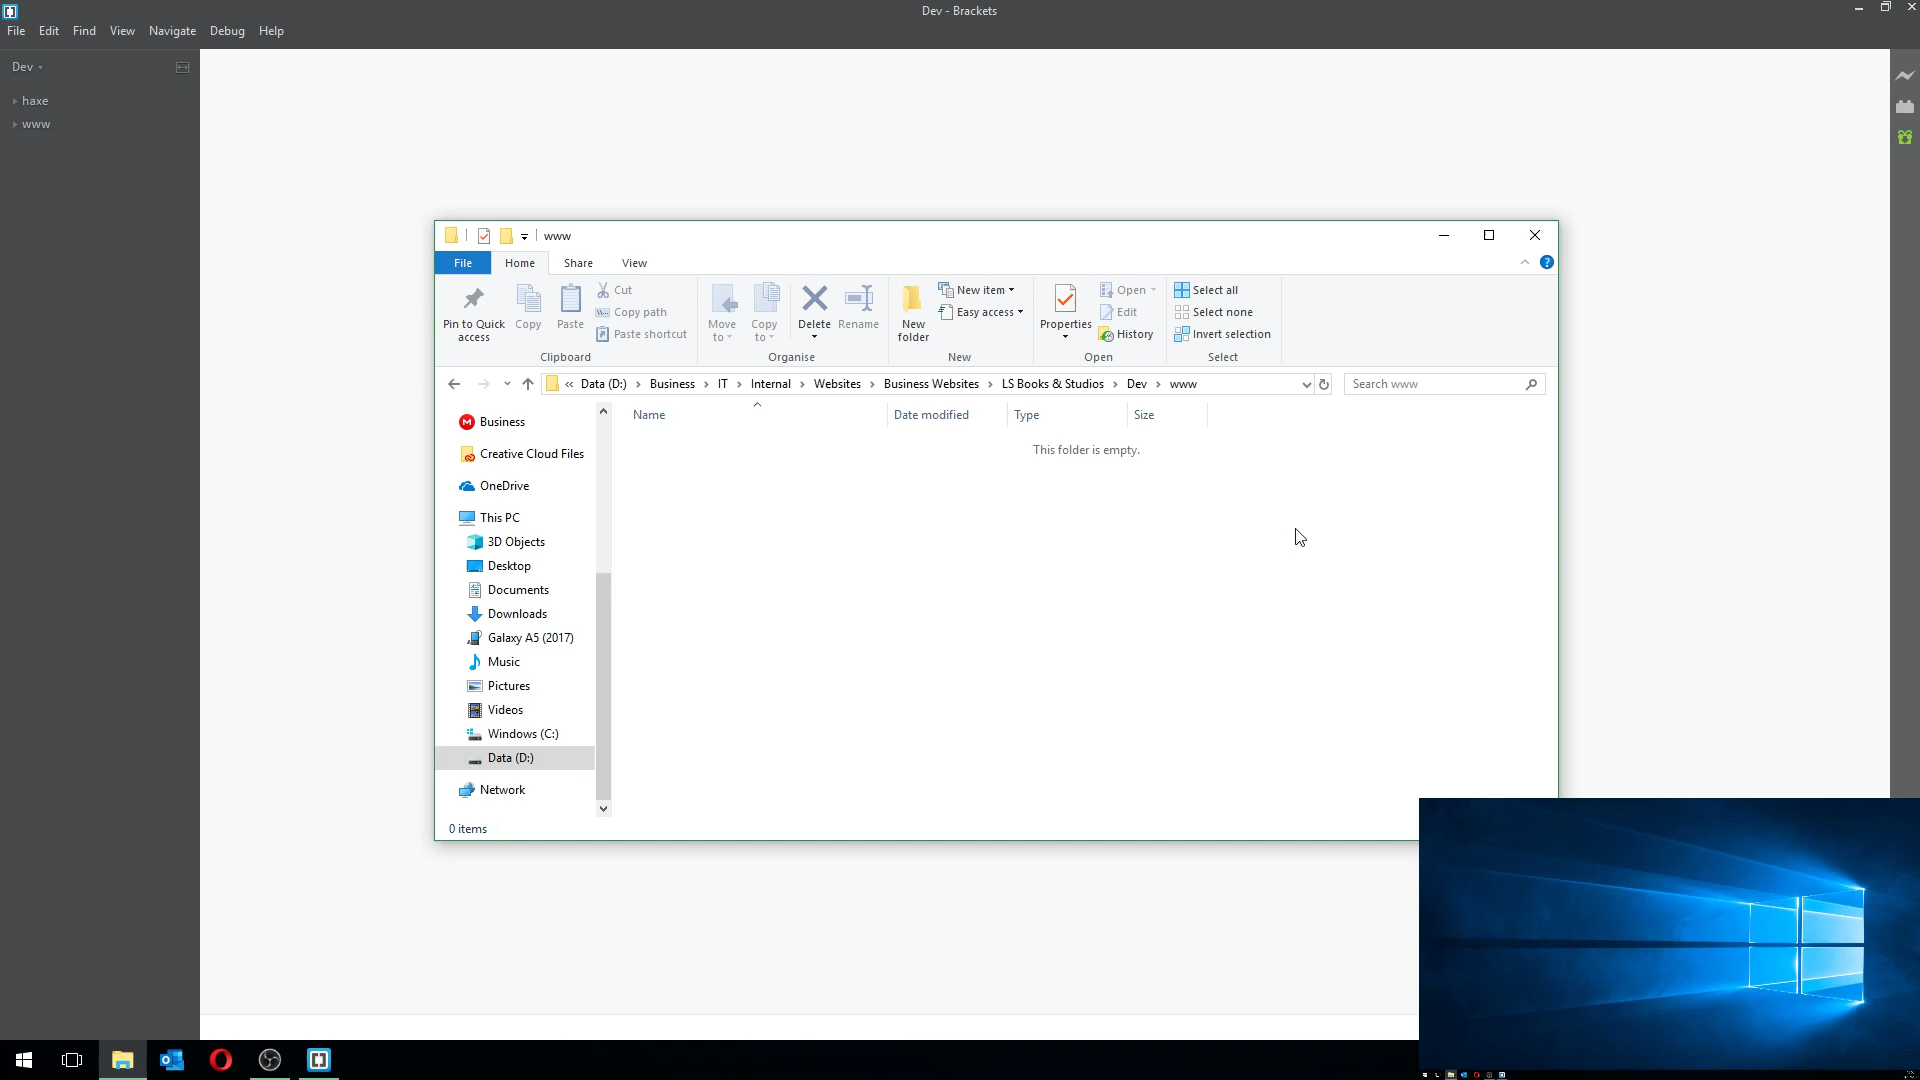 Dev - Brackets
File Edit Find View Navigate Debug Help
Dev
haxe
www
www
File Home Share View
Pin to Quick access
Copy
Paste
Cut
Copy path
Paste shortcut
Clipboard
Move to
Copy to
Delete
Rename
Organise
New folder
New item
Easy access
New
Properties
Open
Edit
History
Open
Select all
Select none
Invert selection
Select
« Data (D:) › Business › IT › Internal › Websites › Business Websites › LS Books & Studios › Dev › www
Search www
Name Date modified Type Size
This folder is empty.
Business
Creative Cloud Files
OneDrive
This PC
3D Objects
Desktop
Documents
Downloads
Galaxy A5 (2017)
Music
Pictures
Videos
Windows (C:)
Data (D:)
Network
0 items